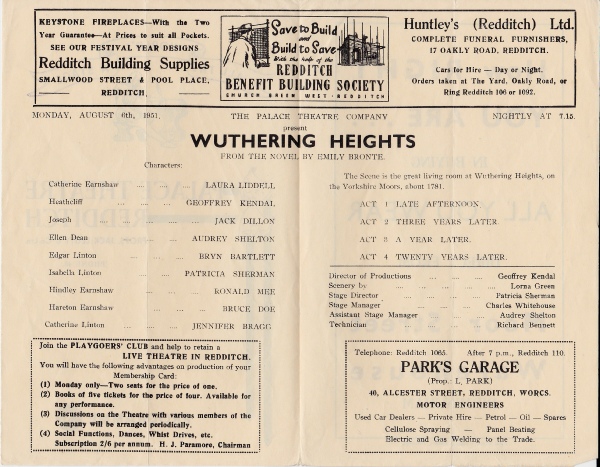 KEYSTONE FIREPLACES—With the Two
Year Guarantee—At Prices to suit all Pockets.
SEE OUR FESTIVAL YEAR DESIGNS
Redditch Building Supplies
SMALLWOOD STREET & POOL PLACE,
REDDITCH.
Save to Build
and
Build to Save
With the help of the
REDDITCH
BENEFIT BUILDING SOCIETY
CHURCH GREEN WEST - REDDITCH
Huntley's (Redditch) Ltd.
COMPLETE FUNERAL FURNISHERS,
17 OAKLY ROAD, REDDITCH.
Cars for Hire — Day or Night.
Orders taken at The Yard, Oakly Road, or
Ring Redditch 106 or 1092.
MONDAY, AUGUST 6th, 1951. THE PALACE THEATRE COMPANY NIGHTLY AT 7.15.
present
WUTHERING HEIGHTS
FROM THE NOVEL BY EMILY BRONTE.
Characters:
Catherine Earnshaw ... ... LAURA LIDDELL
Heathcliff ... ... GEOFFREY KENDAL
Joseph ... ... ... JACK DILLON
Ellen Dean ... ... AUDREY SHELTON
Edgar Linton ... ... BRYN BARTLETT
Isabella Linton ... ... PATRICIA SHERMAN
Hindley Earnshaw ... ... RONALD MEE
Hareton Earnshaw ... ... BRUCE DOE
Catherine Linton ... ... JENNIFER BRAGG
The Scene is the great living room at Wuthering Heights, on
the Yorkshire Moors, about 1781.
ACT 1 LATE AFTERNOON.
ACT 2 THREE YEARS LATER.
ACT 3 A YEAR LATER.
ACT 4 TWENTY YEARS LATER.
Director of Productions ... ... ... Geoffrey Kendal
Scenery by ... ... ... ... Lorna Green
Stage Director ... ... ... ... Patricia Sherman
Stage Manager ... ... ... Charles Whitehouse
Assistant Stage Manager ... ... ... Audrey Shelton
Technician ... ... ... ... Richard Bennett
Join the PLAYGOERS' CLUB and help to retain a
LIVE THEATRE IN REDDITCH.
You will have the following advantages on production of your
Membership Card:
(1) Monday only—Two seats for the price of one.
(2) Books of five tickets for the price of four. Available for
any performance.
(3) Discussions on the Theatre with various members of the
Company will be arranged periodically.
(4) Social Functions, Dances, Whist Drives, etc.
Subscription 2/6 per annum. H. J. Paramore, Chairman
Telephone: Redditch 1065. After 7 p.m., Redditch 110.
PARK'S GARAGE
(Prop.: L. PARK)
40, ALCESTER STREET, REDDITCH, WORCS.
MOTOR ENGINEERS
Used Car Dealers — Private Hire — Petrol — Oil — Spares
Cellulose Spraying — Panel Beating
Electric and Gas Welding to the Trade.